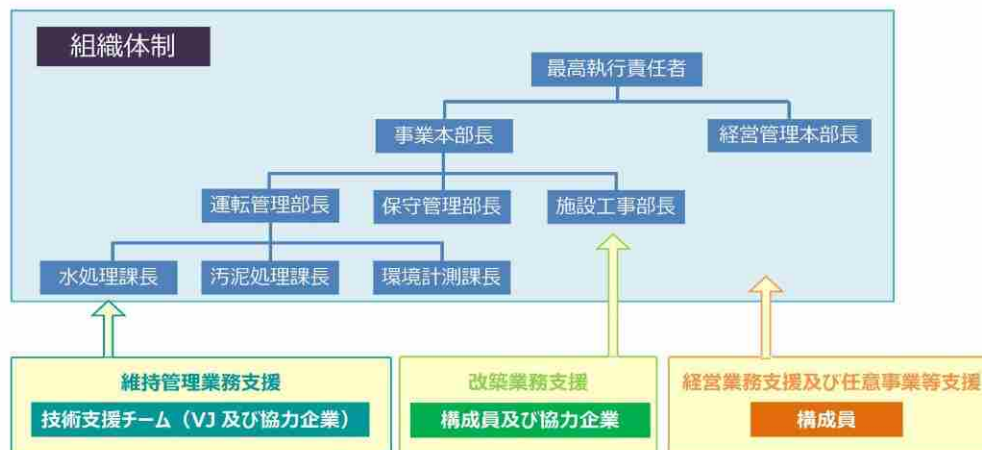 組織体制
最高執行責任者
事業本部長
経営管理本部長
運転管理部長
保守管理部長
施設工事部長
水処理課長
汚泥処理課長
環境計測課長
維持管理業務支援
技術支援チーム（VJ 及び協力企業）
改築業務支援
構成員及び協力企業
経営業務支援及び任意事業等支援
構成員